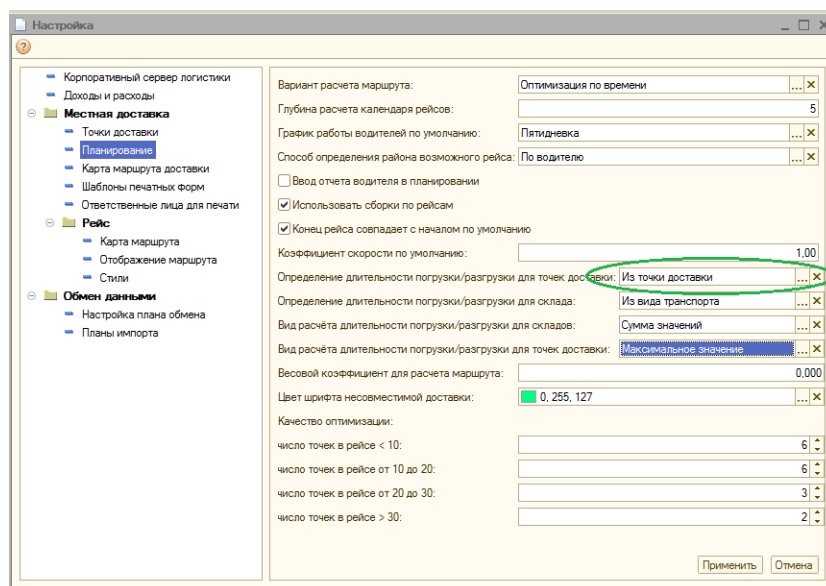 Настройка
Корпоративный сервер логистики
Доходы и расходы
Местная доставка
Точки доставки
Планирование
Карта маршрута доставки
Шаблоны печатных форм
Ответственные лица для печати
Рейс
Карта маршрута
Отображение маршрута
Стили
Обмен данными
Настройка плана обмена
Планы импорта
Вариант расчета маршрута: Оптимизация по времени ... ×
Глубина расчета календаря рейсов: 5
График работы водителей по умолчанию: Пятидневка ... ×
Способ определения района возможного рейса: По водителю ... ×
Ввод отчета водителя в планировании
Использовать сборки по рейсам
Конец рейса совпадает с началом по умолчанию
Коэффициент скорости по умолчанию: 1,00
Определение длительности погрузки/разгрузки для точек доставки: Из точки доставки ... ×
Определение длительности погрузки/разгрузки для склада: Из вида транспорта ... ×
Вид расчёта длительности погрузки/разгрузки для складов: Сумма значений ... ×
Вид расчёта длительности погрузки/разгрузки для точек доставки: Максимальное значение ... ×
Весовой коэффициент для расчета маршрута: 0,000
Цвет шрифта несовместимой доставки: 0, 255, 127 ... ×
Качество оптимизации:
число точек в рейсе < 10: 6
число точек в рейсе от 10 до 20: 6
число точек в рейсе от 20 до 30: 3
число точек в рейсе > 30: 2
Применить Отмена